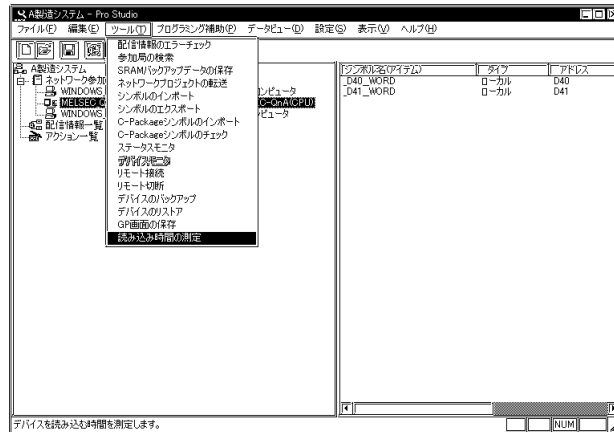 A製造システム - Pro Studio
ファイル(F) 編集(E) ツール(T) プログラミング補助(P) データビュー(D) 設定(S) 表示(V) ヘルプ(H)
配信情報のエラーチェック
参加局の検索
SRAMバックアップデータの保存
ネットワークプロジェクトの転送
シンボルのインポート
シンボルのエクスポート
C-Packageシンボルのインポート
C-Packageシンボルのチェック
ステータスモニタ
デバイスモニタ
リモート接続
リモート切断
デバイスのバックアップ
デバイスのリストア
GP画面の保存
読み込み時間の測定
A製造システム
ネットワーク参加
WINDOWS ンピュータ
MELSEC C-QnA(CPU)
WINDOWS ピュータ
配信情報一覧
アクション一覧
シンボル名(アイテム) タイプ アドレス
_D40_WORD ローカル D40
_D41_WORD ローカル D41
デバイスを読み込む時間を測定します。 NUM